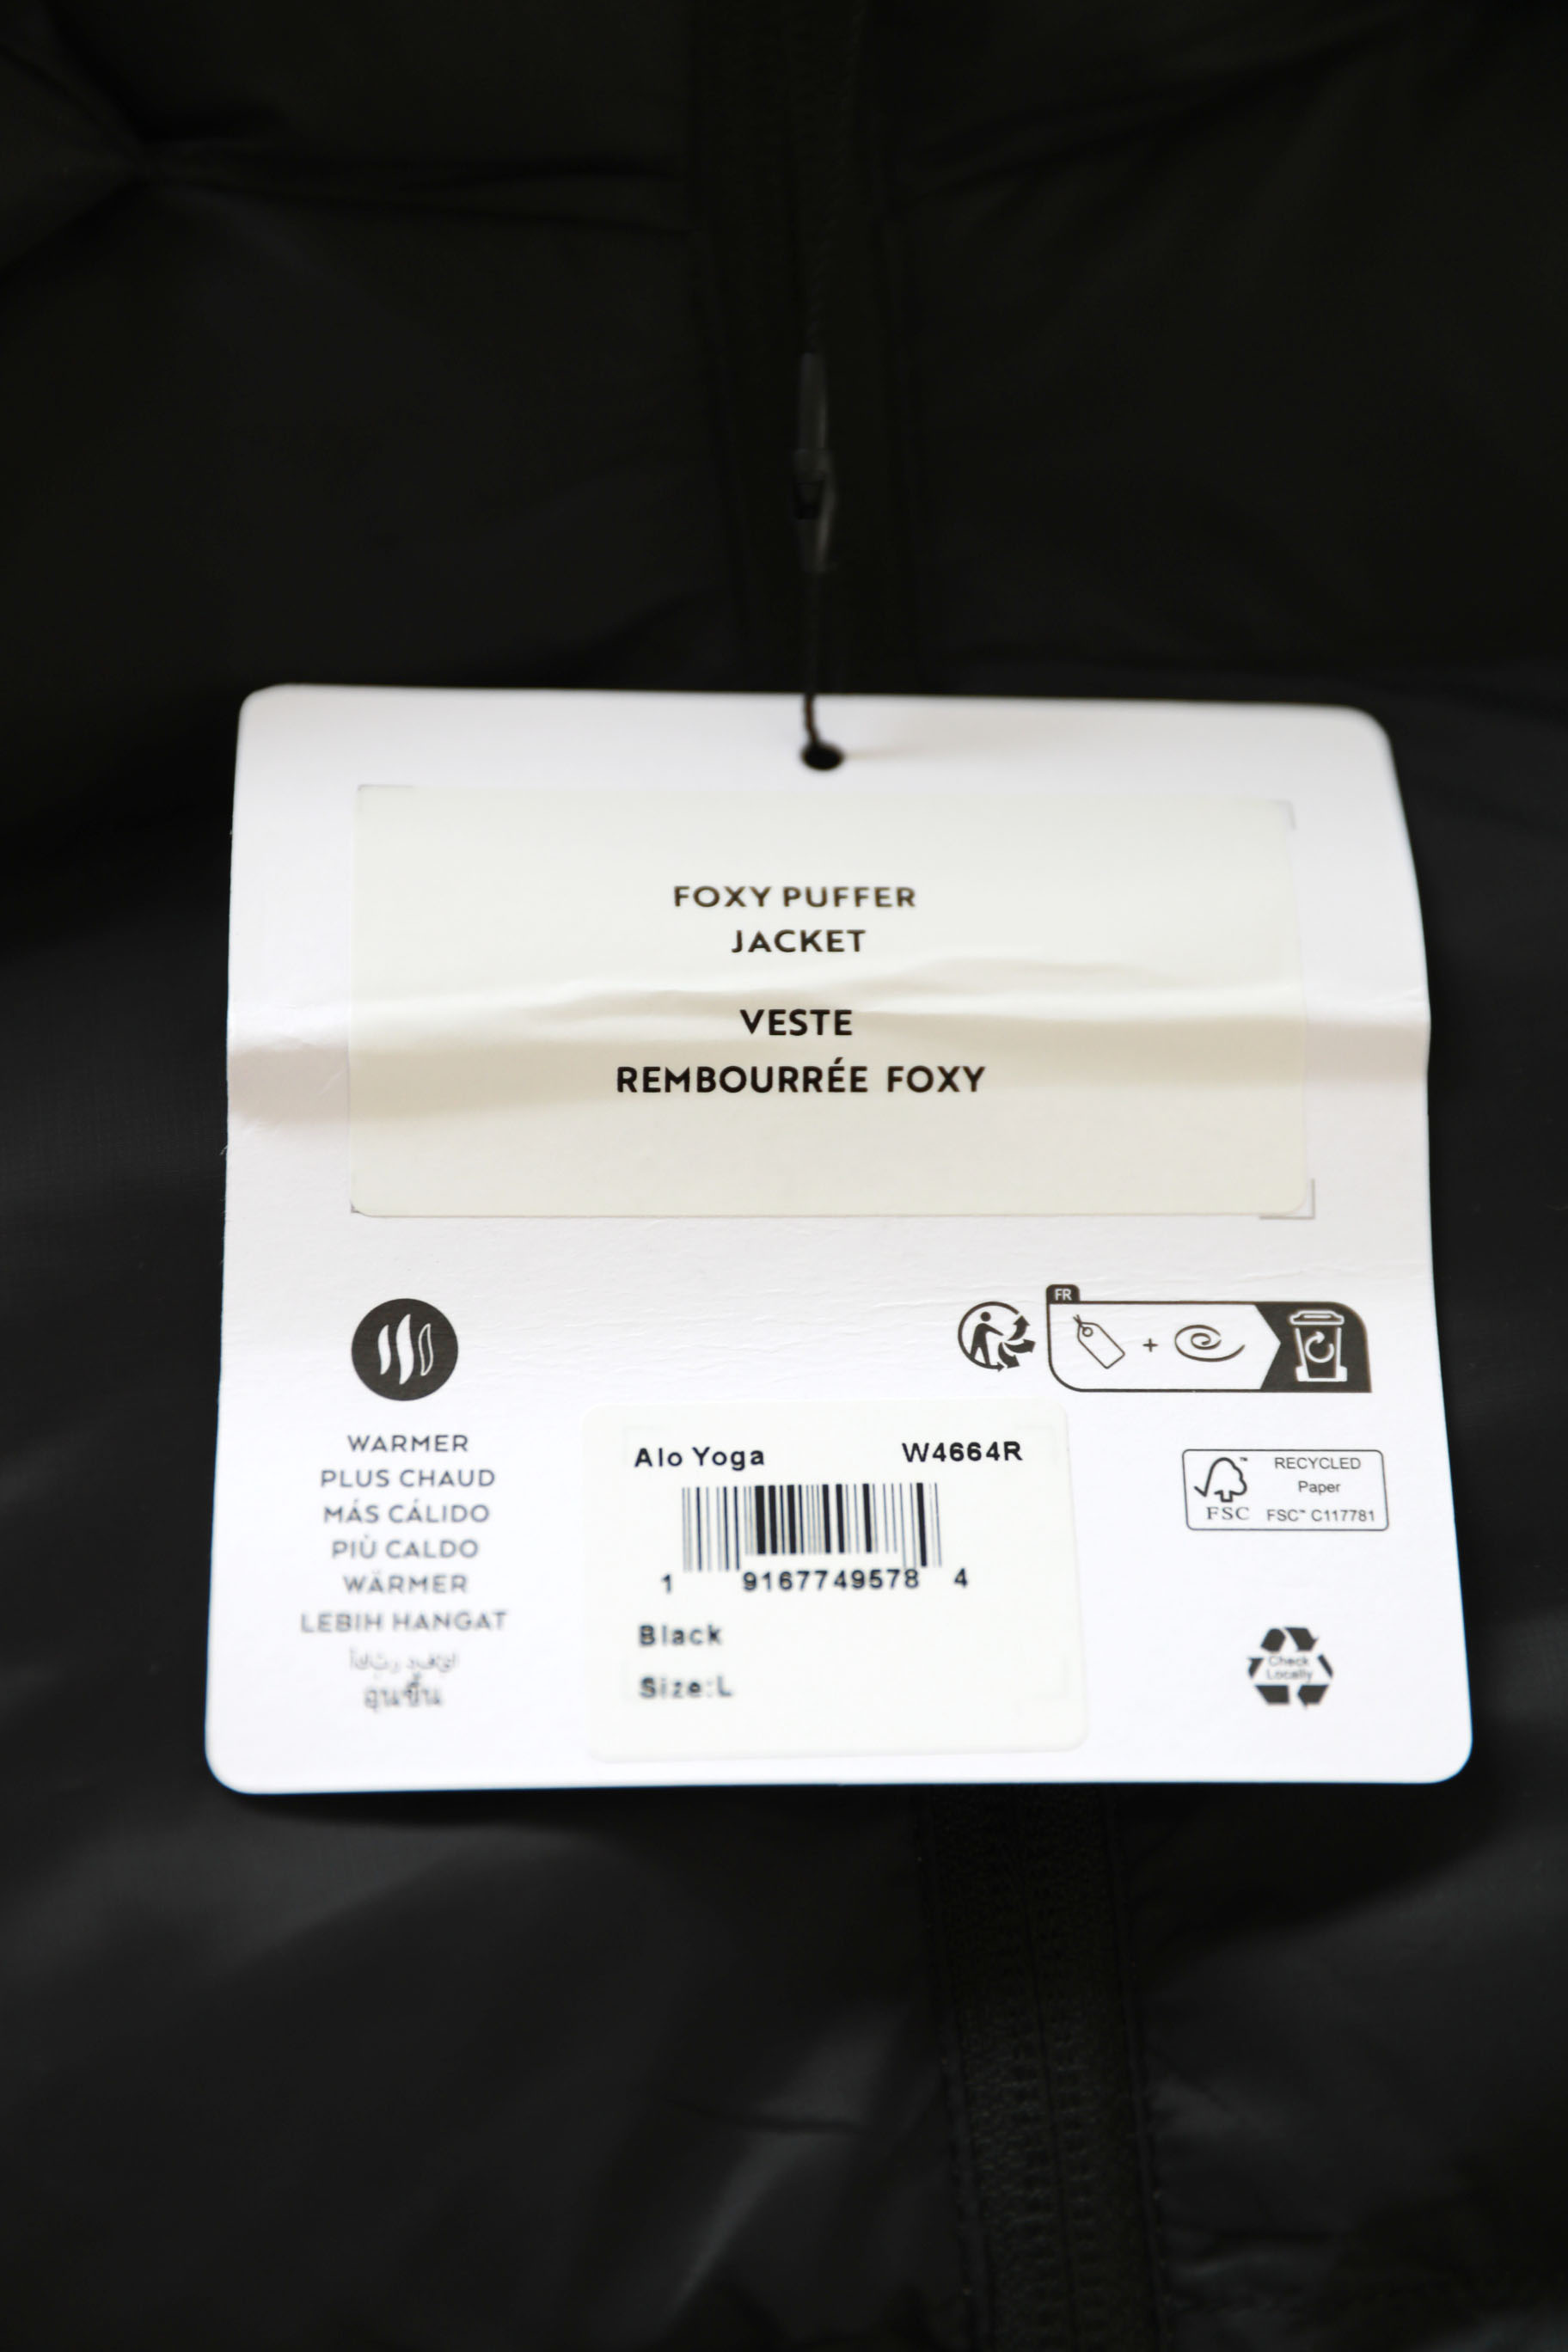 FOXY PUFFER
JACKET
VESTE
REMBOURRÉE FOXY
FR
+
WARMER
PLUS CHAUD
MÁS CÁLIDO
PIÙ CALDO
WÄRMER
LEBIH HANGAT
อุ่นขึ้น
Alo Yoga W4664R
1 9167749578 4
Black
Size:L
RECYCLED
Paper
FSC™ C117781
FSC
Check
Locally